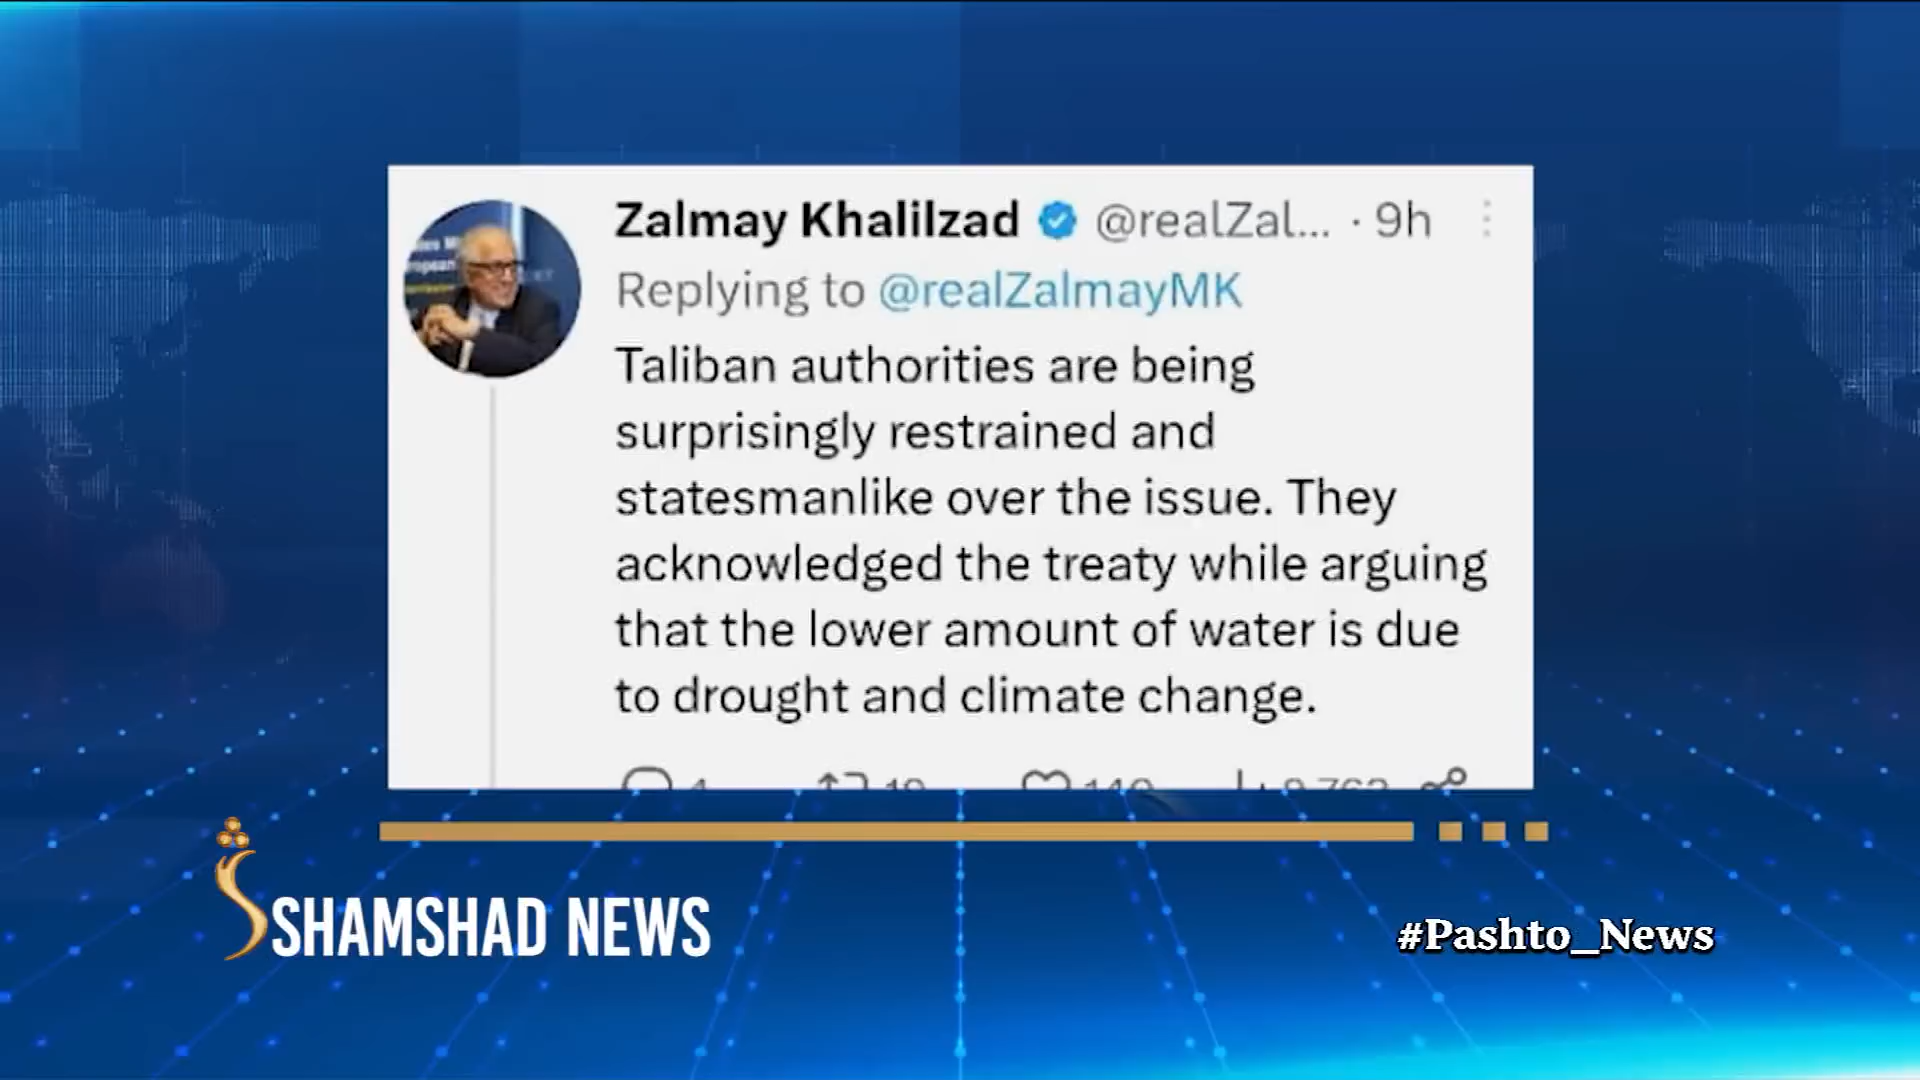 Zalmay Khalilzad @realZal... · 9h
Replying to @realZalmayMK
Taliban authorities are being
surprisingly restrained and
statesmanlike over the issue. They
acknowledged the treaty while arguing
that the lower amount of water is due
to drought and climate change.
SHAMSHAD NEWS
#Pashto_News